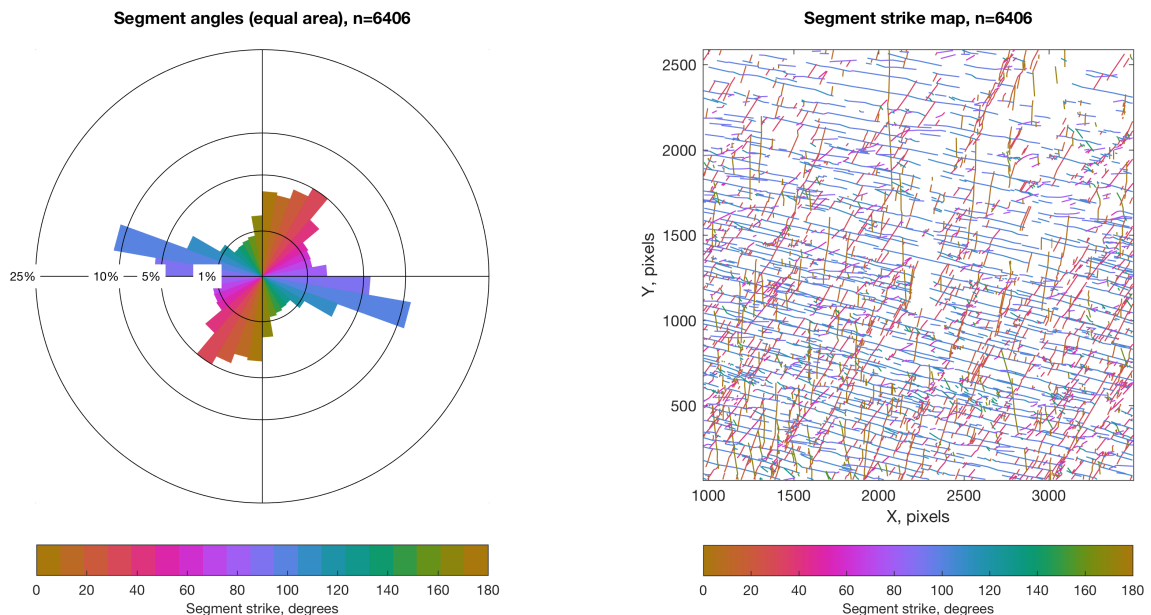 Segment angles (equal area), n=6406
25%
10%
5%
1%
0 20 40 60 80 100 120 140 160 180
Segment strike, degrees
Segment strike map, n=6406
2500
2000
1500
1000
500
Y, pixels
1000 1500 2000 2500 3000
X, pixels
0 20 40 60 80 100 120 140 160 180
Segment strike, degrees